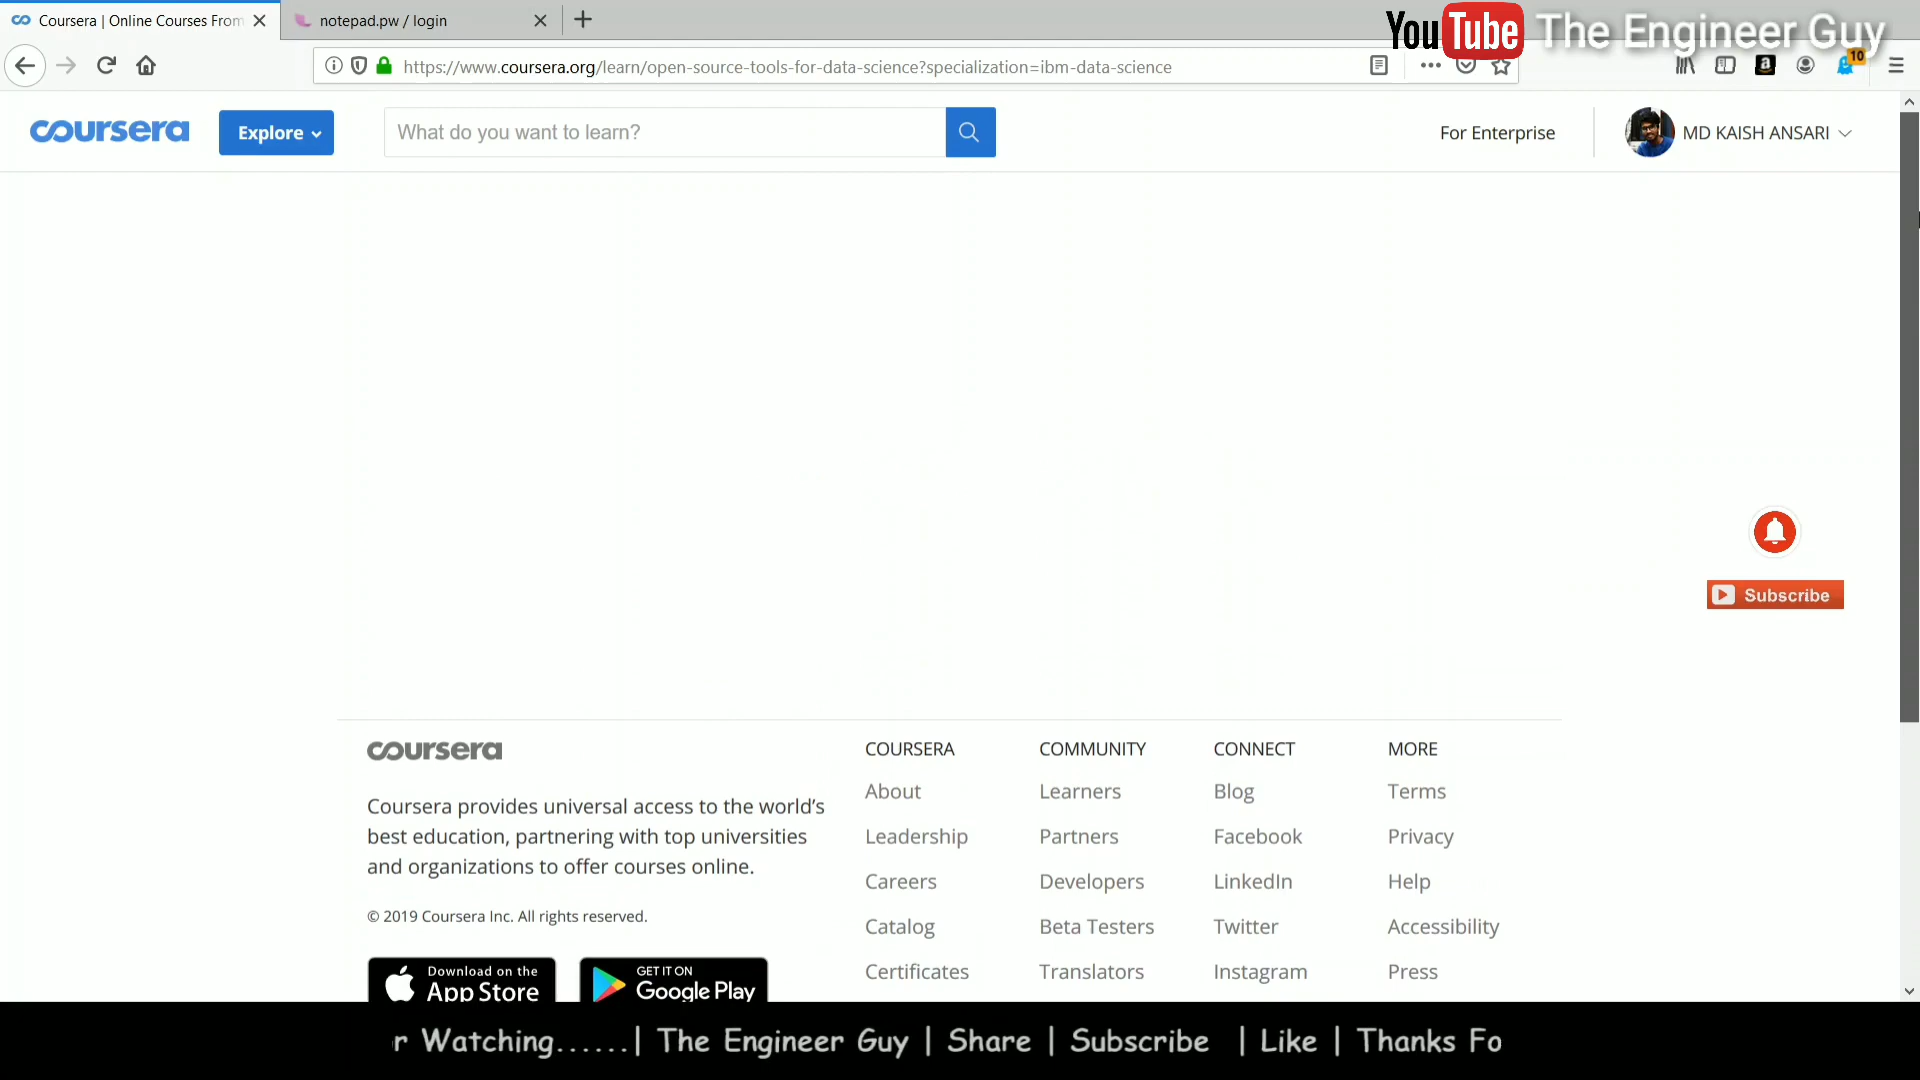 Coursera | Online Courses From
notepad.pw / login
YouTube The Engineer Guy
https://www.coursera.org/learn/open-source-tools-for-data-science?specialization=ibm-data-science
10
coursera
Explore
What do you want to learn?
For Enterprise
MD KAISH ANSARI
Subscribe
coursera
Coursera provides universal access to the world's
best education, partnering with top universities
and organizations to offer courses online.
© 2019 Coursera Inc. All rights reserved.
Download on the
App Store
GET IT ON
Google Play
COURSERA
About
Leadership
Careers
Catalog
Certificates
COMMUNITY
Learners
Partners
Developers
Beta Testers
Translators
CONNECT
Blog
Facebook
LinkedIn
Twitter
Instagram
MORE
Terms
Privacy
Help
Accessibility
Press
r Watching......| The Engineer Guy | Share | Subscribe | Like | Thanks Fo